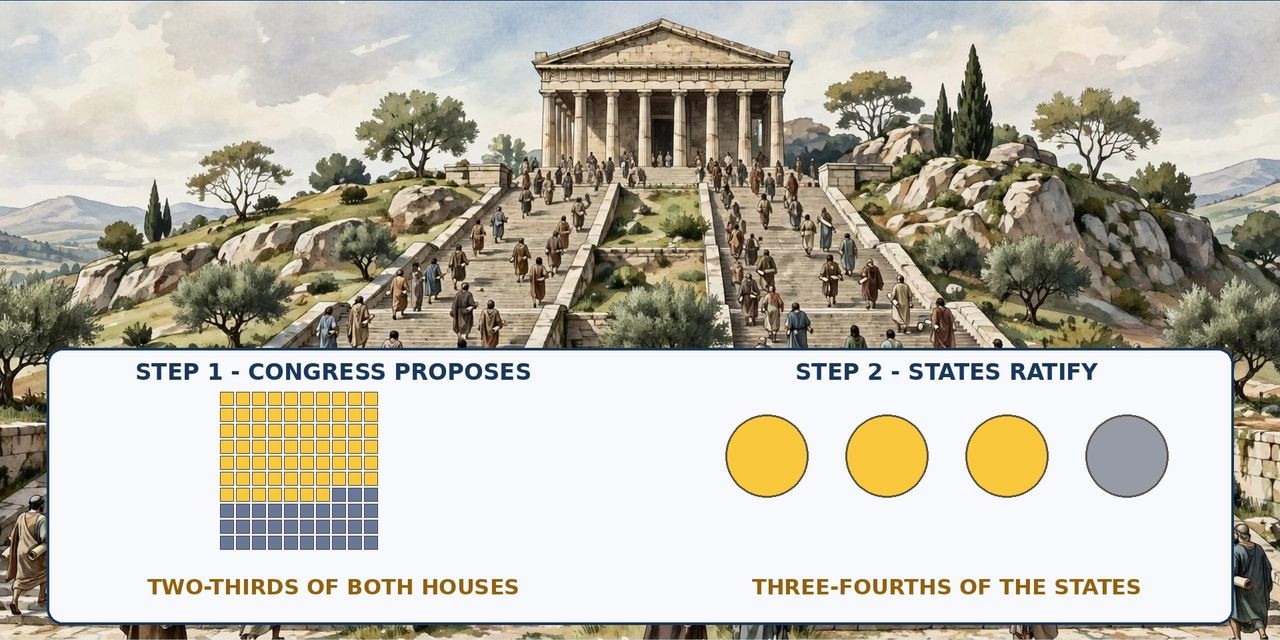 STEP 1 - CONGRESS PROPOSES
TWO-THIRDS OF BOTH HOUSES
STEP 2 - STATES RATIFY
THREE-FOURTHS OF THE STATES